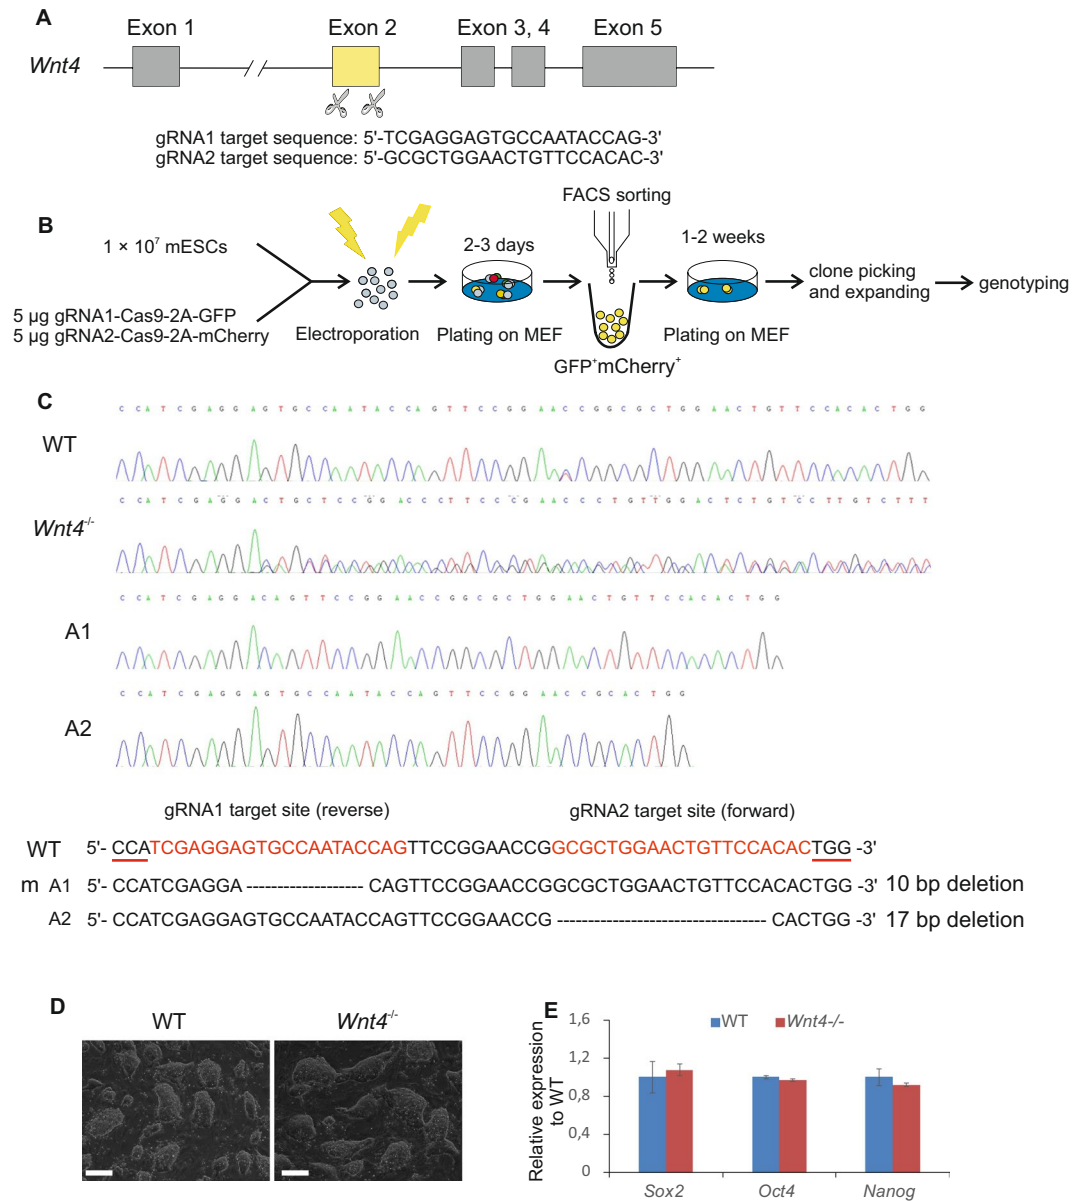 A
Exon 1 Exon 2 Exon 3, 4 Exon 5
Wnt4
gRNA1 target sequence: 5'-TCGAGGAGTGCCAATACCAG-3'
gRNA2 target sequence: 5'-GCGCTGGAACTGTTCCACAC-3'
B
FACS sorting
1 × 10⁷ mESCs
2-3 days
1-2 weeks
5 µg gRNA1-Cas9-2A-GFP
5 µg gRNA2-Cas9-2A-mCherry
Electroporation
Plating on MEF
GFP⁺mCherry⁺
Plating on MEF
clone picking
and expanding
genotyping
C
C C A T C G A G G A G T G C C A A T A C C A G T T C C G G A A C C G G C G C T G G A A C T G T T C C A C A C T G G
WT
C C A T C G A G G A C T G C T C C G G A C C C T T C C C G A A C C C T G T T G G A C T C T G T C C T T G T C T T T
Wnt4⁻/⁻
C C A T C G A G G A C A G T T C C G G A A C C G G C G C T G G A A C T G T T C C A C A C T G G
A1
C C A T C G A G G A G T G C C A A T A C C A G T T C C G G A A C C G C A C T G G
A2
gRNA1 target site (reverse) gRNA2 target site (forward)
WT 5'- CCATCGAGGAGTGCCAATACCAGTTCCGGAACCGGCGCTGGAACTGTTCCACACTGG -3'
m A1 5'- CCATCGAGGA ------------------- CAGTTCCGGAACCGGCGCTGGAACTGTTCCACACTGG -3' 10 bp deletion
A2 5'- CCATCGAGGAGTGCCAATACCAGTTCCGGAACCG ---------------------------------- CACTGG -3' 17 bp deletion
D
WT Wnt4⁻/⁻
E
Relative expression
to WT
WT Wnt4-/-
1,6
1,2
0,8
0,4
0
Sox2 Oct4 Nanog